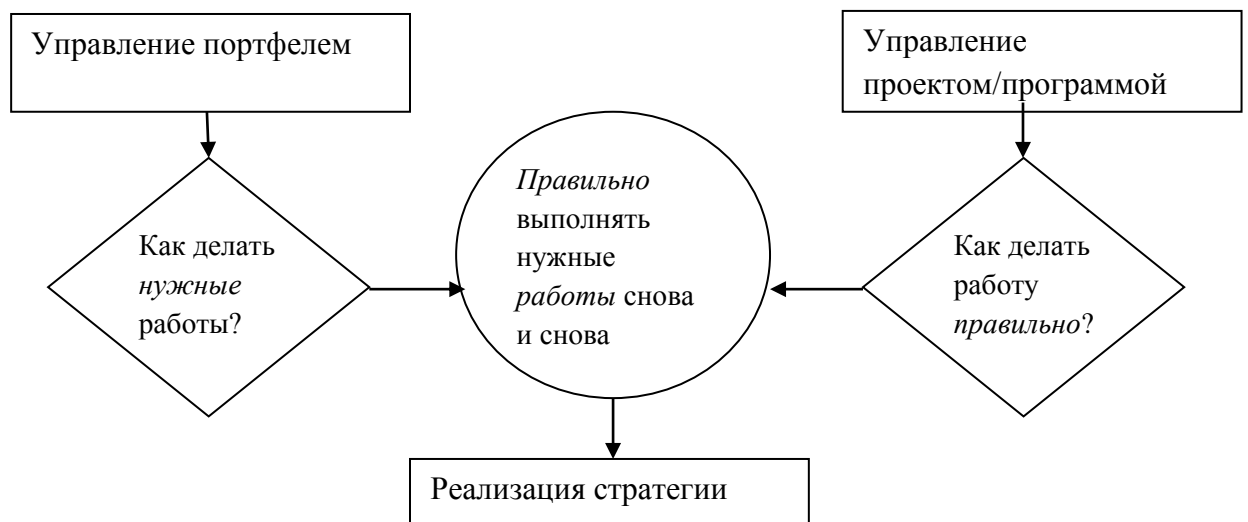 Управление портфелем
Управление
проектом/программой
Как делать
нужные
работы?
Правильно
выполнять
нужные
работы снова
и снова
Как делать
работу
правильно?
Реализация стратегии